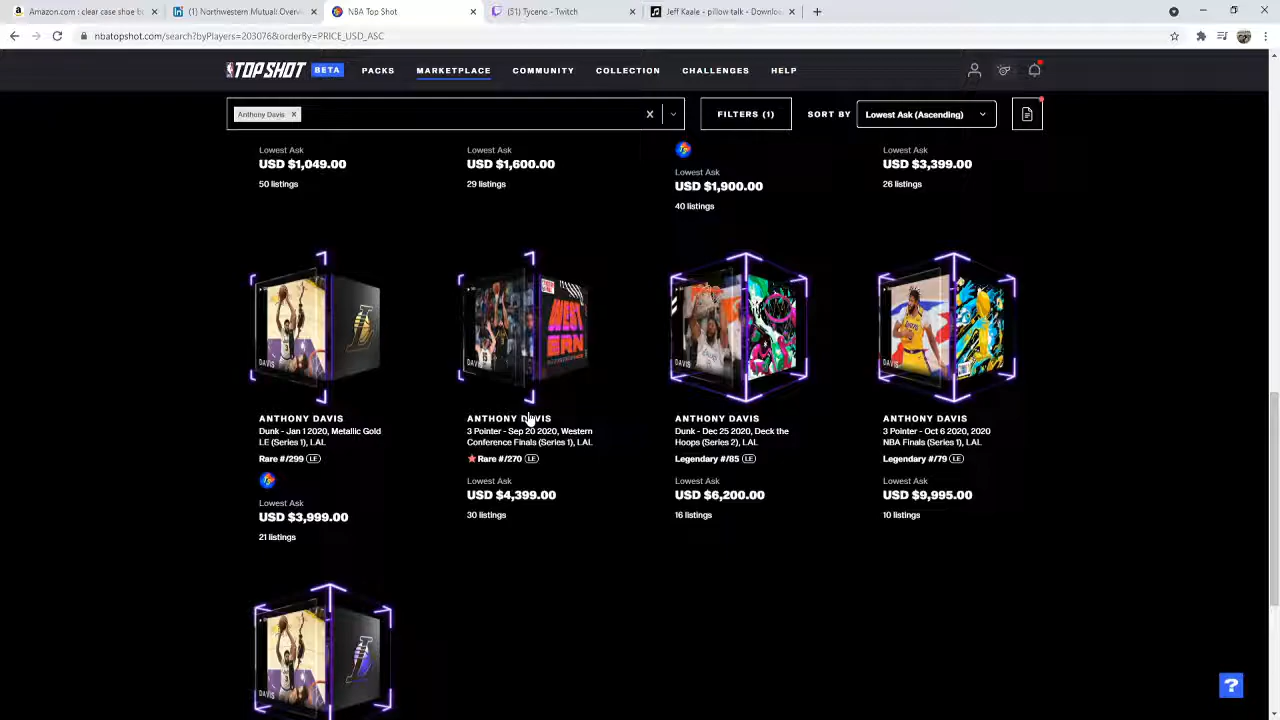 Amazon.com : clear case shoe bo
(1) Northwestern Mutual: Overvi
NBA Top Shot
(51) Tyceno - Twitch
Jeff Kaale - pillow talk - Downloa
nbatopshot.com/search?byPlayers=203076&orderBy=PRICE_USD_ASC
TOP SHOT BETA PACKS MARKETPLACE COMMUNITY COLLECTION CHALLENGES HELP
Anthony Davis
FILTERS (1) SORT BY Lowest Ask (Ascending)
Lowest Ask
USD $1,049.00
50 listings
Lowest Ask
USD $1,600.00
29 listings
Lowest Ask
USD $1,900.00
40 listings
Lowest Ask
USD $3,399.00
26 listings
DAVIS
ANTHONY DAVIS
Dunk - Jan 1 2020, Metallic Gold
LE (Series 1), LAL
Rare #/299 LE
Lowest Ask
USD $3,999.00
21 listings
DAVIS
ANTHONY DAVIS
3 Pointer - Sep 20 2020, Western
Conference Finals (Series 1), LAL
Rare #/270 LE
Lowest Ask
USD $4,399.00
30 listings
DAVIS
ANTHONY DAVIS
Dunk - Dec 25 2020, Deck the
Hoops (Series 2), LAL
Legendary #/85 LE
Lowest Ask
USD $6,200.00
16 listings
DAVIS
ANTHONY DAVIS
3 Pointer - Oct 6 2020, 2020
NBA Finals (Series 1), LAL
Legendary #/79 LE
Lowest Ask
USD $9,995.00
10 listings
DAVIS
?